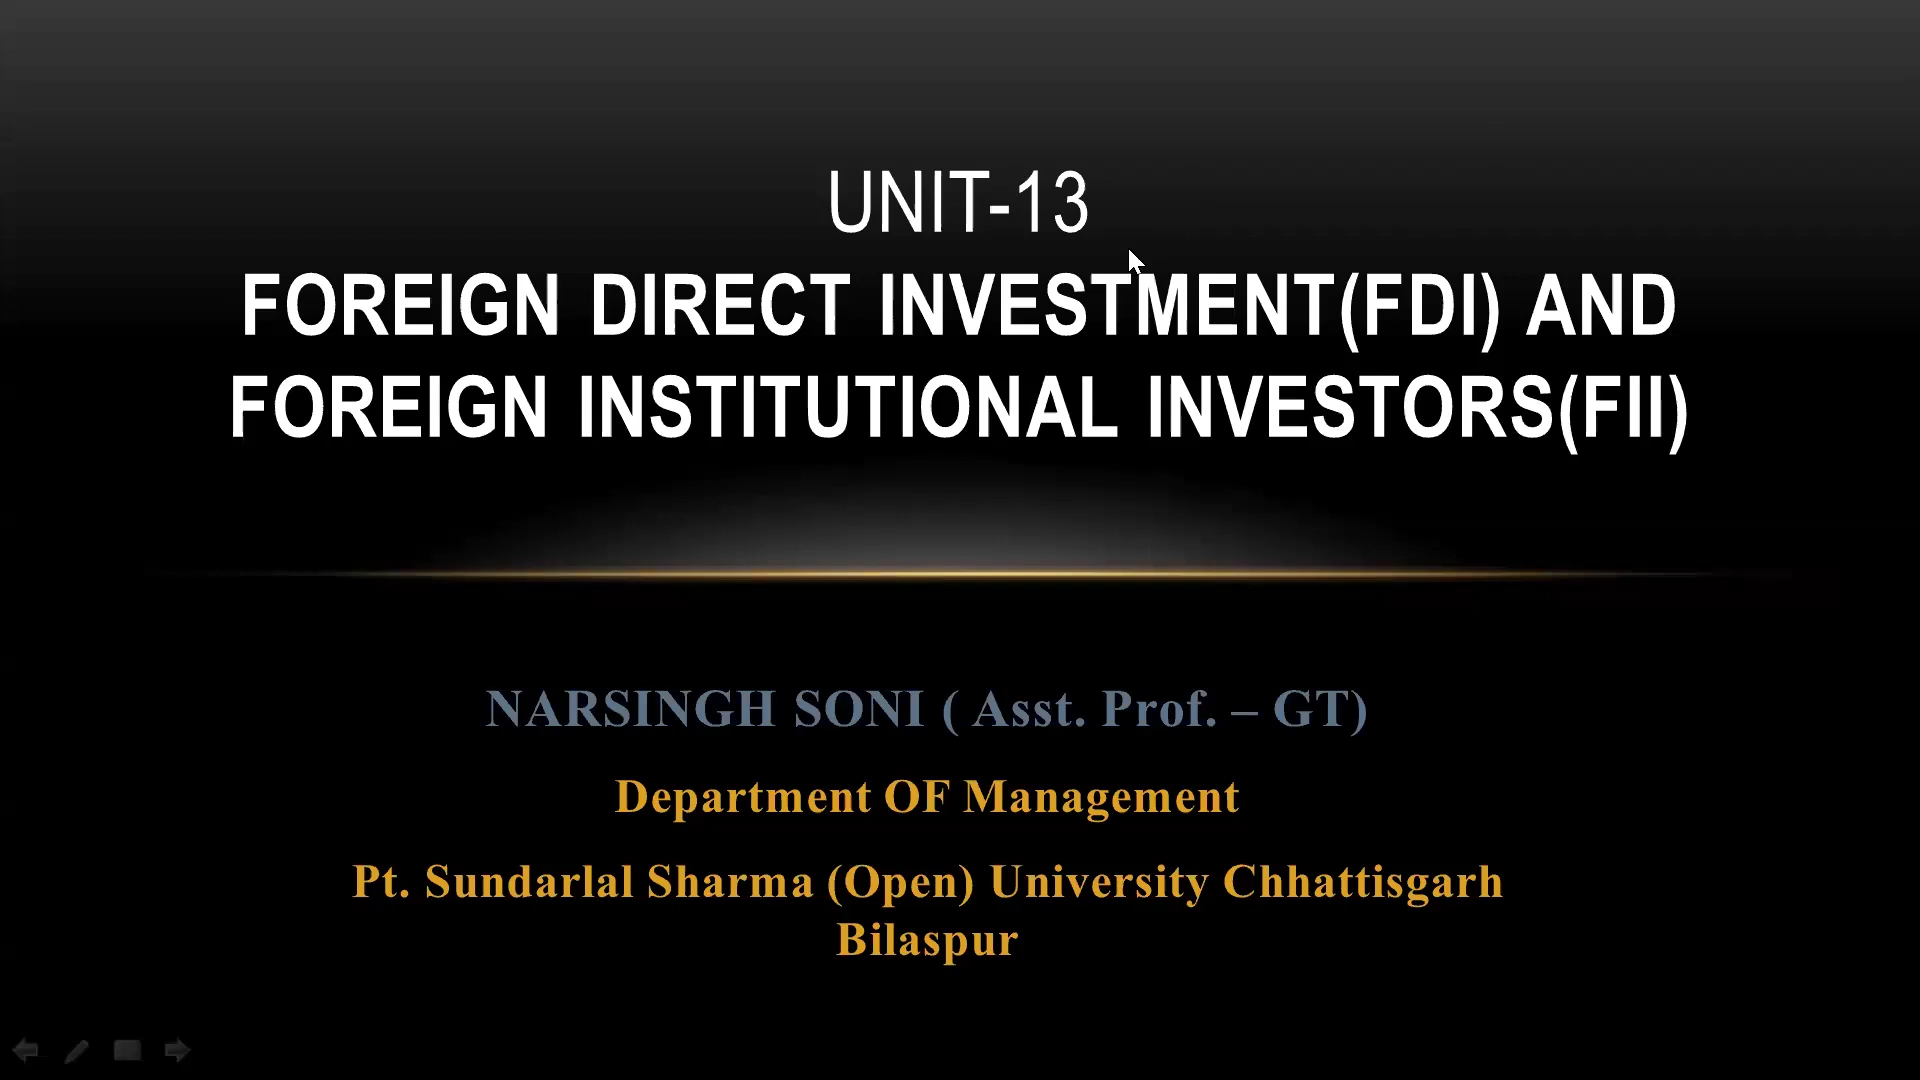 UNIT-13
FOREIGN DIRECT INVESTMENT(FDI) AND
FOREIGN INSTITUTIONAL INVESTORS(FII)
NARSINGH SONI ( Asst. Prof. – GT)
Department OF Management
Pt. Sundarlal Sharma (Open) University Chhattisgarh
Bilaspur